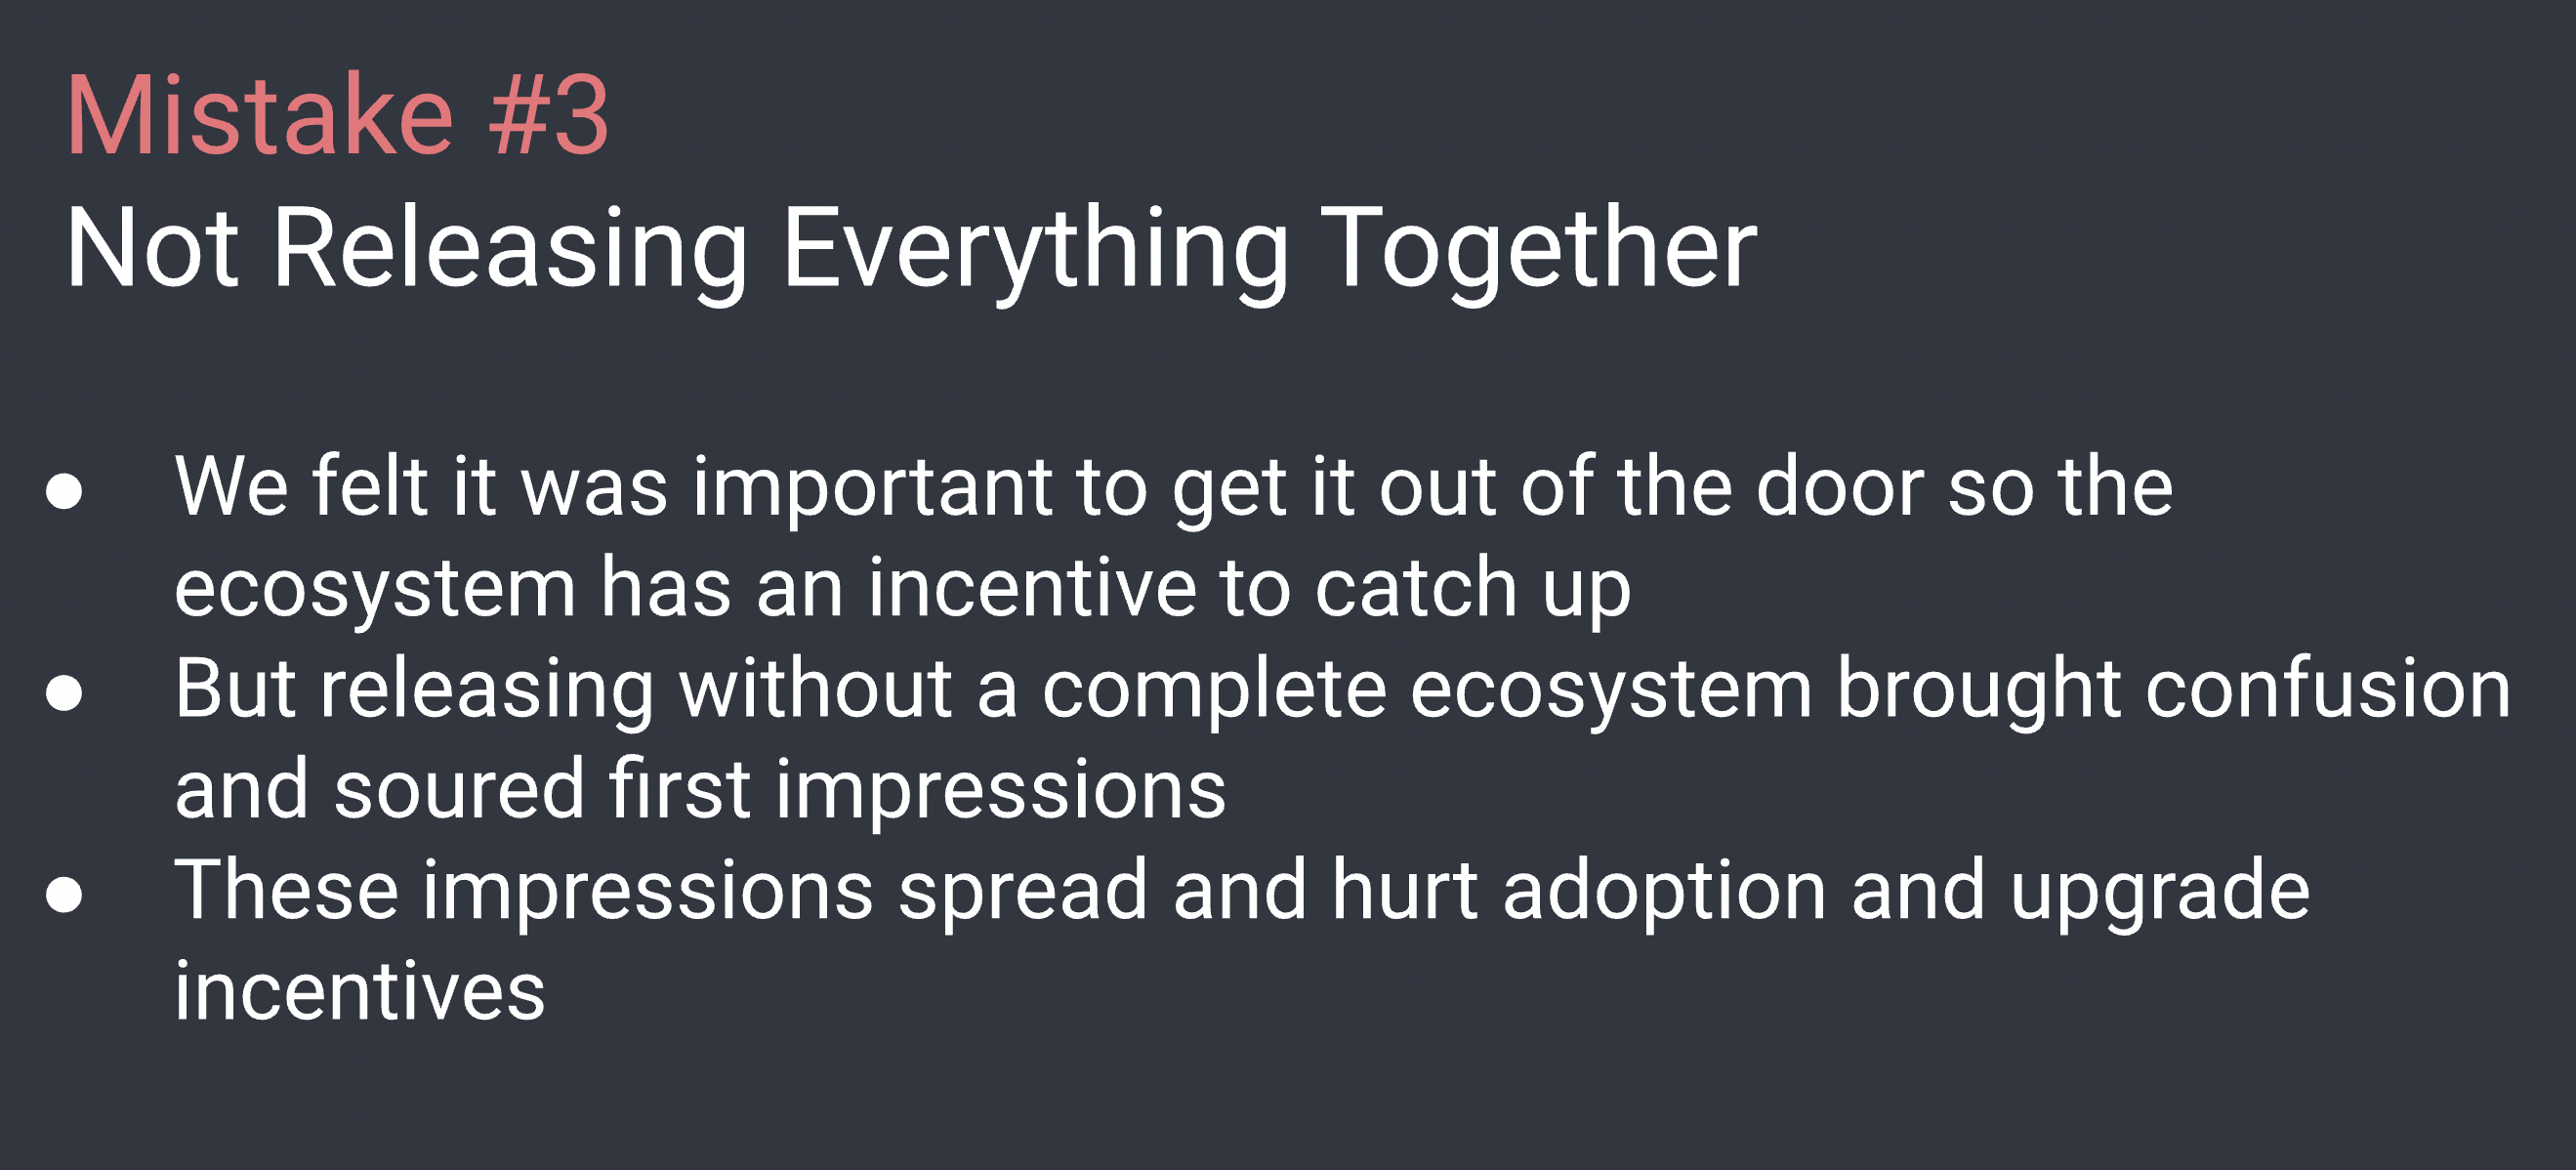 Mistake #3
Not Releasing Everything Together
● We felt it was important to get it out of the door so the
ecosystem has an incentive to catch up
● But releasing without a complete ecosystem brought confusion
and soured first impressions
● These impressions spread and hurt adoption and upgrade
incentives